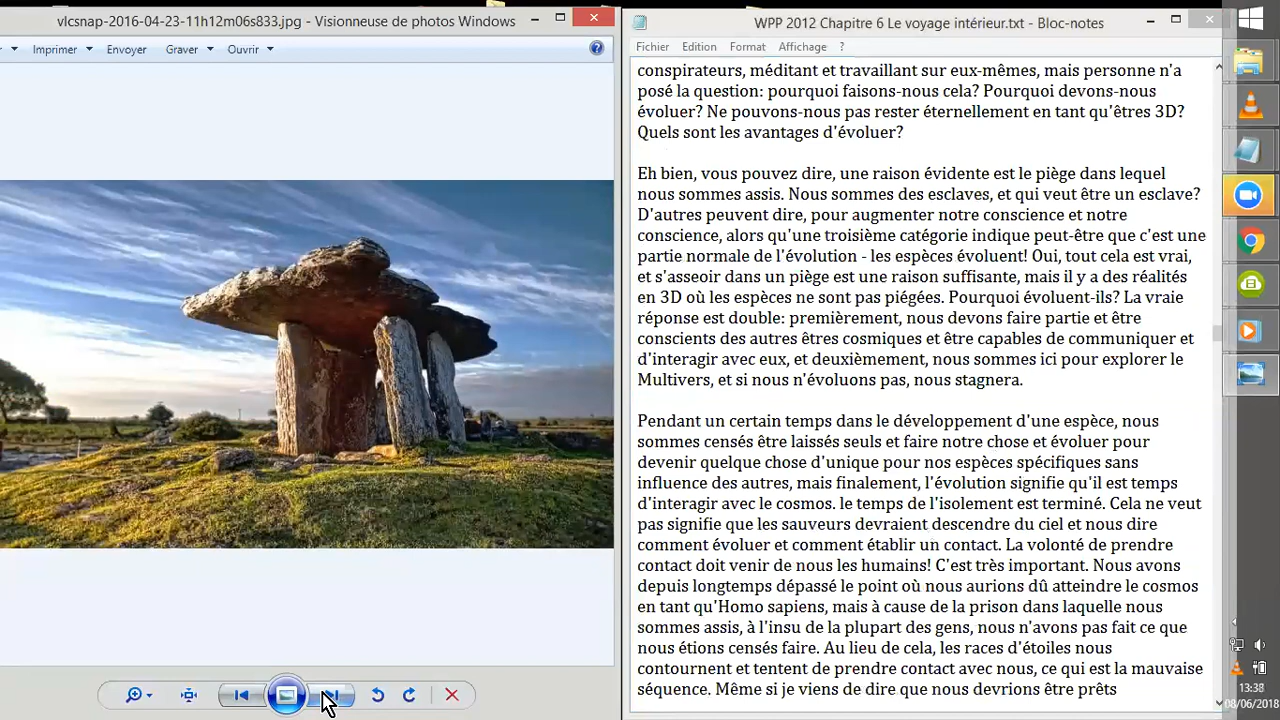 vlcsnap-2016-04-23-11h12m06s833.jpg - Visionneuse de photos Windows
Imprimer Envoyer Graver Ouvrir
WPP 2012 Chapitre 6 Le voyage intérieur.txt - Bloc-notes
Fichier Edition Format Affichage ?
conspirateurs, méditant et travaillant sur eux-mêmes, mais personne n'a
posé la question: pourquoi faisons-nous cela? Pourquoi devons-nous
évoluer? Ne pouvons-nous pas rester éternellement en tant qu'êtres 3D?
Quels sont les avantages d'évoluer?
Eh bien, vous pouvez dire, une raison évidente est le piège dans lequel
nous sommes assis. Nous sommes des esclaves, et qui veut être un esclave?
D'autres peuvent dire, pour augmenter notre conscience et notre
conscience, alors qu'une troisième catégorie indique peut-être que c'est une
partie normale de l'évolution - les espèces évoluent! Oui, tout cela est vrai,
et s'asseoir dans un piège est une raison suffisante, mais il y a des réalités
en 3D où les espèces ne sont pas piégées. Pourquoi évoluent-ils? La vraie
réponse est double: premièrement, nous devons faire partie et être
conscients des autres êtres cosmiques et être capables de communiquer et
d'interagir avec eux, et deuxièmement, nous sommes ici pour explorer le
Multivers, et si nous n'évoluons pas, nous stagnera.
Pendant un certain temps dans le développement d'une espèce, nous
sommes censés être laissés seuls et faire notre chose et évoluer pour
devenir quelque chose d'unique pour nos espèces spécifiques sans
influence des autres, mais finalement, l'évolution signifie qu'il est temps
d'interagir avec le cosmos. le temps de l'isolement est terminé. Cela ne veut
pas signifie que les sauveurs devraient descendre du ciel et nous dire
comment évoluer et comment établir un contact. La volonté de prendre
contact doit venir de nous les humains! C'est très important. Nous avons
depuis longtemps dépassé le point où nous aurions dû atteindre le cosmos
en tant qu'Homo sapiens, mais à cause de la prison dans laquelle nous
sommes assis, à l'insu de la plupart des gens, nous n'avons pas fait ce que
nous étions censés faire. Au lieu de cela, les races d'étoiles nous
contournent et tentent de prendre contact avec nous, ce qui est la mauvaise
séquence. Même si je viens de dire que nous devrions être prêts
13:38
08/06/2018